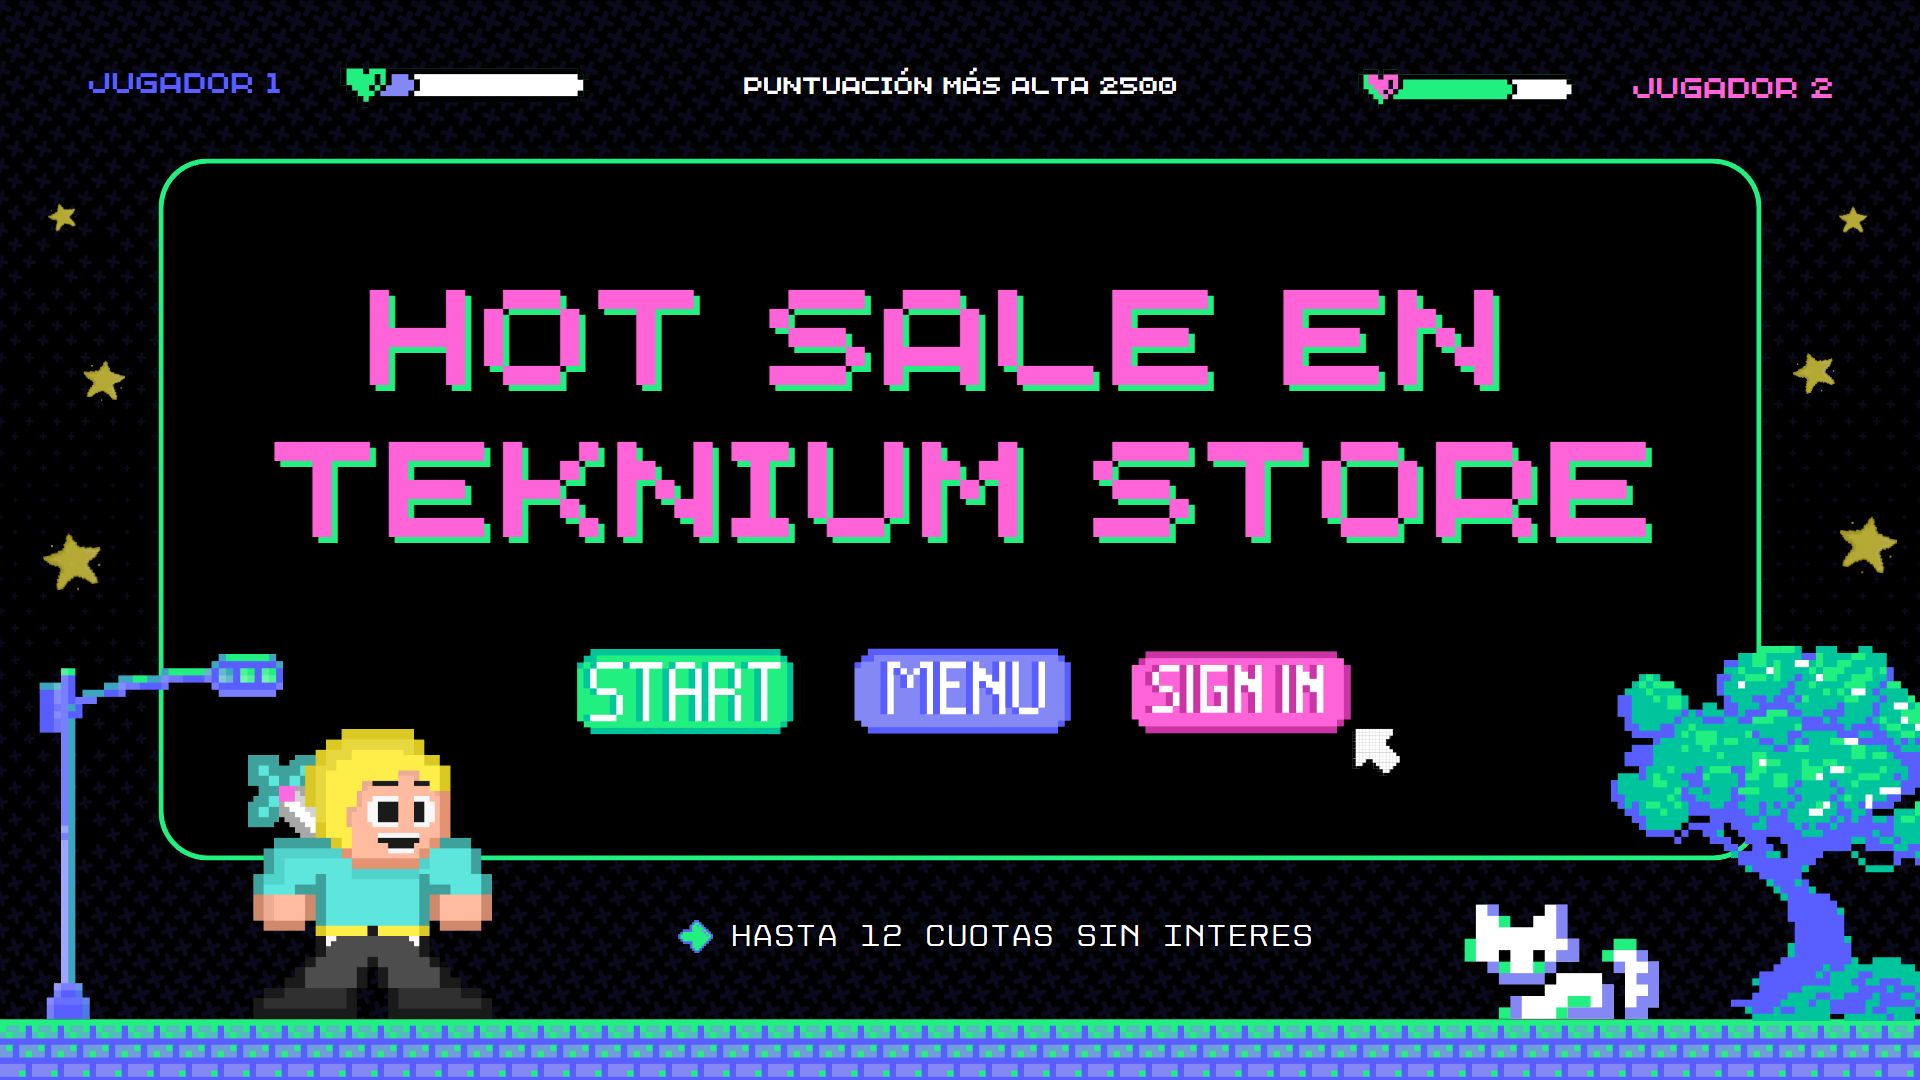 JUGADOR 1
PUNTUACIÓN MÁS ALTA 2500
JUGADOR 2
HOT SALE EN
TEKNIUM STORE
START
MENU
SIGN IN
HASTA 12 CUOTAS SIN INTERES